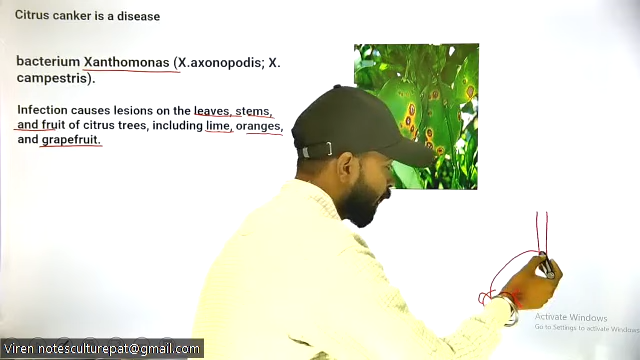 Citrus canker is a disease
bacterium Xanthomonas (X.axonopodis; X.
campestris).
Infection causes lesions on the leaves, stems,
and fruit of citrus trees, including lime, oranges,
and grapefruit.
Activate Windows
Go to Settings to activate Windows
Viren notesculturepat@gmail.com